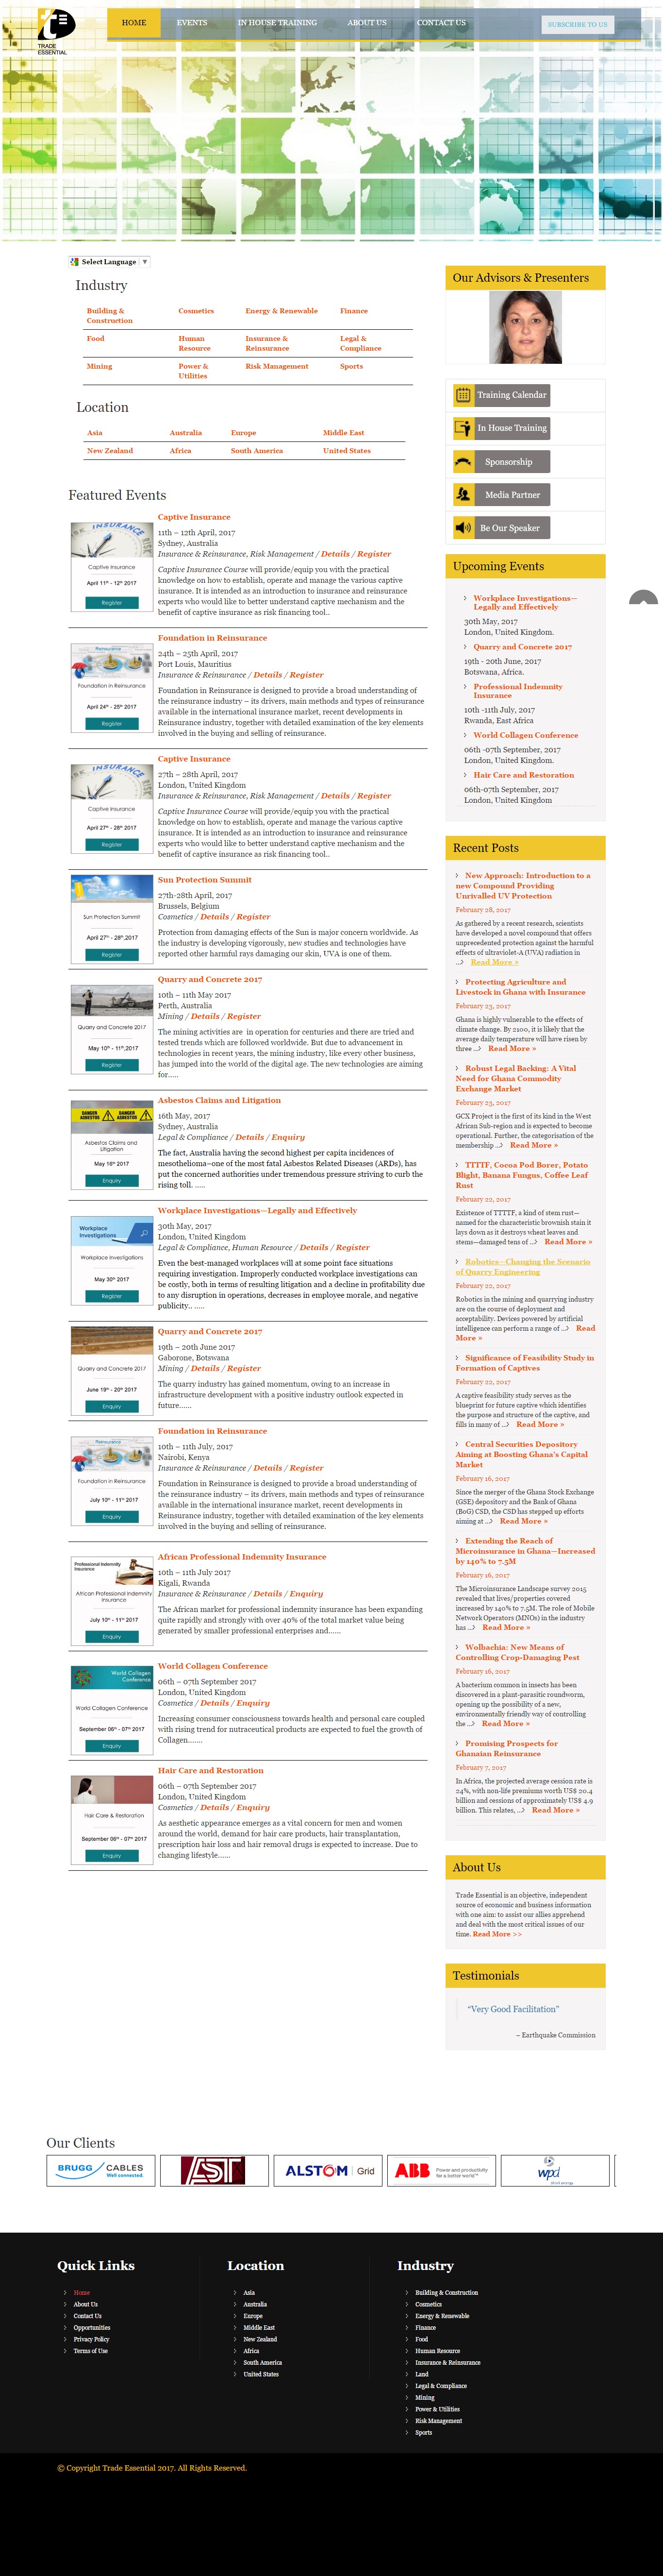 TRADE
ESSENTIAL
HOME EVENTS IN HOUSE TRAINING ABOUT US CONTACT US SUBSCRIBE TO US
Select Language ▼
Industry
Building & Construction Cosmetics Energy & Renewable Finance
Food Human Resource Insurance & Reinsurance Legal & Compliance
Mining Power & Utilities Risk Management Sports
Location
Asia Australia Europe Middle East
New Zealand Africa South America United States
Featured Events
Captive Insurance
April 11th - 12th 2017
Register
Captive Insurance
11th – 12th April, 2017
Sydney, Australia
Insurance & Reinsurance, Risk Management / Details / Register
Captive Insurance Course will provide/equip you with the practical
knowledge on how to establish, operate and manage the various captive
insurance. It is intended as an introduction to insurance and reinsurance
experts who would like to better understand captive mechanism and the
benefit of captive insurance as risk financing tool..
Reinsurance
Foundation in Reinsurance
April 24th - 25th 2017
Register
Foundation in Reinsurance
24th – 25th April, 2017
Port Louis, Mauritius
Insurance & Reinsurance / Details / Register
Foundation in Reinsurance is designed to provide a broad understanding of
the reinsurance industry – its drivers, main methods and types of reinsurance
available in the international insurance market, recent developments in
Reinsurance industry, together with detailed examination of the key elements
involved in the buying and selling of reinsurance.
Captive Insurance
April 27th - 28th 2017
Register
Captive Insurance
27th – 28th April, 2017
London, United Kingdom
Insurance & Reinsurance, Risk Management / Details / Register
Captive Insurance Course will provide/equip you with the practical
knowledge on how to establish, operate and manage the various captive
insurance. It is intended as an introduction to insurance and reinsurance
experts who would like to better understand captive mechanism and the
benefit of captive insurance as risk financing tool..
Sun Protection Summit
April 27th - 28th,2017
Register
Sun Protection Summit
27th-28th April, 2017
Brussels, Belgium
Cosmetics / Details / Register
Protection from damaging effects of the Sun is major concern worldwide. As
the industry is developing vigorously, new studies and technologies have
reported other harmful rays damaging our skin, UVA is one of them.
Quarry and Concrete 2017
May 10th - 11th,2017
Register
Quarry and Concrete 2017
10th – 11th May 2017
Perth, Australia
Mining / Details / Register
The mining activities are in operation for centuries and there are tried and
tested trends which are followed worldwide. But due to advancement in
technologies in recent years, the mining industry, like every other business,
has jumped into the world of the digital age. The new technologies are aiming
for.....
DANGER ASBESTOS DANGER ASBESTOS
Asbestos Claims and
Litigation
May 16th 2017
Enquiry
Asbestos Claims and Litigation
16th May, 2017
Sydney, Australia
Legal & Compliance / Details / Enquiry
The fact, Australia having the second highest per capita incidences of
mesothelioma–one of the most fatal Asbestos Related Diseases (ARDs), has
put the concerned authorities under tremendous pressure striving to curb the
rising toll. .....
Workplace
Investigations
Workplace Investigations
May 30th 2017
Register
Workplace Investigations—Legally and Effectively
30th May, 2017
London, United Kingdom
Legal & Compliance, Human Resource / Details / Register
Even the best-managed workplaces will at some point face situations
requiring investigation. Improperly conducted workplace investigations can
be costly, both in terms of resulting litigation and a decline in profitability due
to any disruption in operations, decreases in employee morale, and negative
publicity.. .....
Quarry and Concrete 2017
June 19th - 20th 2017
Enquiry
Quarry and Concrete 2017
19th – 20th June 2017
Gaborone, Botswana
Mining / Details / Register
The quarry industry has gained momentum, owing to an increase in
infrastructure development with a positive industry outlook expected in
future......
Reinsurance
Foundation in Reinsurance
July 10th - 11th 2017
Enquiry
Foundation in Reinsurance
10th – 11th July, 2017
Nairobi, Kenya
Insurance & Reinsurance / Details / Register
Foundation in Reinsurance is designed to provide a broad understanding of
the reinsurance industry – its drivers, main methods and types of reinsurance
available in the international insurance market, recent developments in
Reinsurance industry, together with detailed examination of the key elements
involved in the buying and selling of reinsurance.
Professional Indemnity
Insurance
African Professional Indemnity
Insurance
July 10th - 11th 2017
Enquiry
African Professional Indemnity Insurance
10th – 11th July 2017
Kigali, Rwanda
Insurance & Reinsurance / Details / Enquiry
The African market for professional indemnity insurance has been expanding
quite rapidly and strongly with over 40% of the total market value being
generated by smaller professional enterprises and......
World Collagen
Conference
World Collagen Conference
September 06th - 07th 2017
Enquiry
World Collagen Conference
06th – 07th September 2017
London, United Kingdom
Cosmetics / Details / Enquiry
Increasing consumer consciousness towards health and personal care coupled
with rising trend for nutraceutical products are expected to fuel the growth of
Collagen.......
Hair Care & Restoration
September 06th - 07th 2017
Enquiry
Hair Care and Restoration
06th – 07th September 2017
London, United Kingdom
Cosmetics / Details / Enquiry
As aesthetic appearance emerges as a vital concern for men and women
around the world, demand for hair care products, hair transplantation,
prescription hair loss and hair removal drugs is expected to increase. Due to
changing lifestyle......
Our Advisors & Presenters
Training Calendar
In House Training
Sponsorship
Media Partner
Be Our Speaker
Upcoming Events
Workplace Investigations--
Legally and Effectively
30th May, 2017
London, United Kingdom.
Quarry and Concrete 2017
19th - 20th June, 2017
Botswana, Africa.
Professional Indemnity
Insurance
10th -11th July, 2017
Rwanda, East Africa
World Collagen Conference
06th -07th September, 2017
London, United Kingdom.
Hair Care and Restoration
06th-07th September, 2017
London, United Kingdom
Recent Posts
New Approach: Introduction to a
new Compound Providing
Unrivalled UV Protection
February 28, 2017
As gathered by a recent research, scientists
have developed a novel compound that offers
unprecedented protection against the harmful
effects of ultraviolet-A (UVA) radiation in
... Read More »
Protecting Agriculture and
Livestock in Ghana with Insurance
February 23, 2017
Ghana is highly vulnerable to the effects of
climate change. By 2100, it is likely that the
average daily temperature will have risen by
three ... Read More »
Robust Legal Backing: A Vital
Need for Ghana Commodity
Exchange Market
February 23, 2017
GCX Project is the first of its kind in the West
African Sub-region and is expected to become
operational. Further, the categorisation of the
membership ... Read More »
TTTTF, Cocoa Pod Borer, Potato
Blight, Banana Fungus, Coffee Leaf
Rust
February 22, 2017
Existence of TTTTF, a kind of stem rust—
named for the characteristic brownish stain it
lays down as it destroys wheat leaves and
stems—damaged tens of ... Read More »
Robotics—Changing the Scenario
of Quarry Engineering
February 22, 2017
Robotics in the mining and quarrying industry
are on the course of deployment and
acceptability. Devices powered by artificial
intelligence can perform a range of ... Read
More »
Significance of Feasibility Study in
Formation of Captives
February 22, 2017
A captive feasibility study serves as the
blueprint for future captive which identifies
the purpose and structure of the captive, and
fills in many of ... Read More »
Central Securities Depository
Aiming at Boosting Ghana's Capital
Market
February 16, 2017
Since the merger of the Ghana Stock Exchange
(GSE) depository and the Bank of Ghana
(BoG) CSD, the CSD has stepped up efforts
aiming at ... Read More »
Extending the Reach of
Microinsurance in Ghana—Increased
by 140% to 7.5M
February 16, 2017
The Microinsurance Landscape survey 2015
revealed that lives/properties covered
increased by 140% to 7.5M. The role of Mobile
Network Operators (MNOs) in the industry
has ... Read More »
Wolbachia: New Means of
Controlling Crop-Damaging Pest
February 16, 2017
A bacterium common in insects has been
discovered in a plant-parasitic roundworm,
opening up the possibility of a new,
environmentally friendly way of controlling
the ... Read More »
Promising Prospects for
Ghanaian Reinsurance
February 7, 2017
In Africa, the projected average cession rate is
24%, with non-life premiums worth US$ 20.4
billion and cessions of approximately US$ 4.9
billion. This relates, ... Read More »
About Us
Trade Essential is an objective, independent
source of economic and business information
with one aim: to assist our allies apprehend
and deal with the most critical issues of our
time. Read More >>
Testimonials
“Very Good Facilitation”
– Earthquake Commission
Our Clients
BRUGG CABLES
Well connected.
AST
ALSTOM Grid
ABB Power and productivity
for a better world™
wpd
think energy
Quick Links
Home
About Us
Contact Us
Opportunities
Privacy Policy
Terms of Use
Location
Asia
Australia
Europe
Middle East
New Zealand
Africa
South America
United States
Industry
Building & Construction
Cosmetics
Energy & Renewable
Finance
Food
Human Resource
Insurance & Reinsurance
Land
Legal & Compliance
Mining
Power & Utilities
Risk Management
Sports
© Copyright Trade Essential 2017. All Rights Reserved.